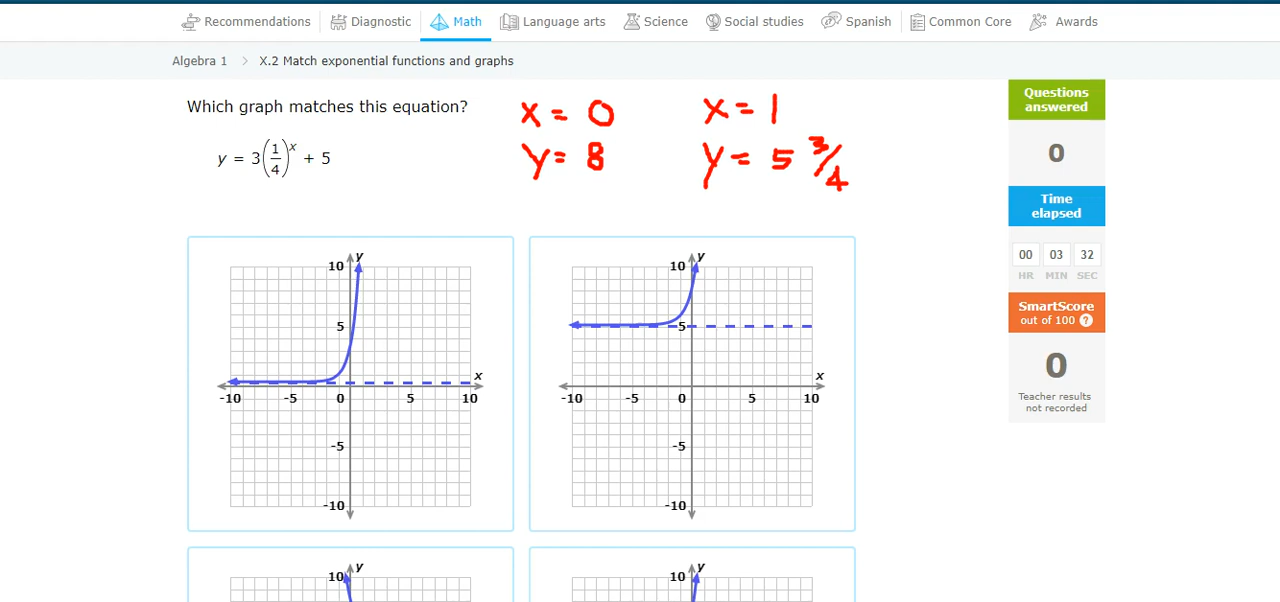 Recommendations Diagnostic Math Language arts Science Social studies Spanish Common Core Awards
Algebra 1 > X.2 Match exponential functions and graphs
Which graph matches this equation?
y = 3(1/4)^x + 5
x = 0
y = 8
x = 1
y = 5 3/4
Questions
answered
0
Time
elapsed
00 03 32
HR MIN SEC
SmartScore
out of 100 ?
0
Teacher results
not recorded
y
10
5
x
-10 -5 0 5 10
-5
-10
y
10
5
x
-10 -5 0 5 10
-5
-10
y
10
y
10